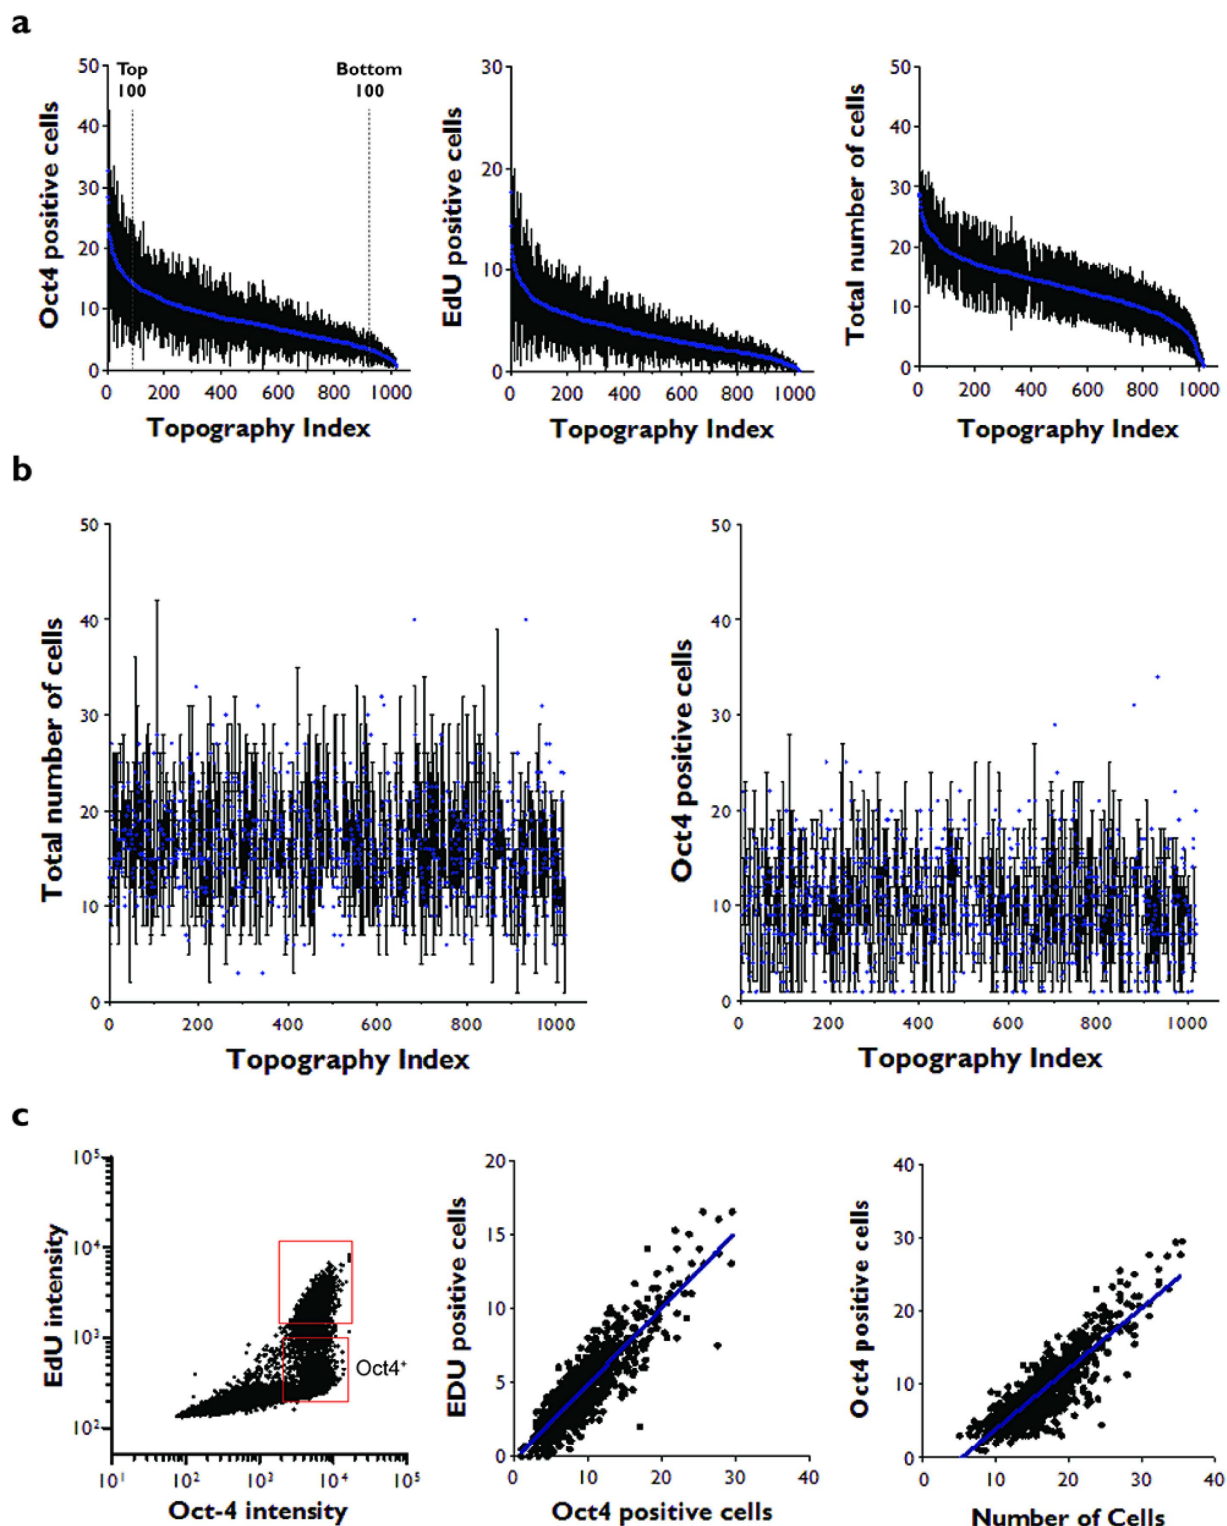 a
50
40
30
20
10
0
Top
100
Bottom
100
Oct4 positive cells
0 200 400 600 800 1000
Topography Index
30
20
10
0
EdU positive cells
0 200 400 600 800 1000
Topography Index
50
40
30
20
10
0
Total number of cells
0 200 400 600 800 1000
Topography Index
b
50
40
30
20
10
0
Total number of cells
0 200 400 600 800 1000
Topography Index
50
40
30
20
10
0
Oct4 positive cells
0 200 400 600 800 1000
Topography Index
c
10⁵
10⁴
10³
10²
EdU intensity
Oct4⁺
10¹ 10² 10³ 10⁴ 10⁵
Oct-4 intensity
20
15
10
5
0
EDU positive cells
0 10 20 30 40
Oct4 positive cells
40
30
20
10
0
Oct4 positive cells
0 10 20 30 40
Number of Cells